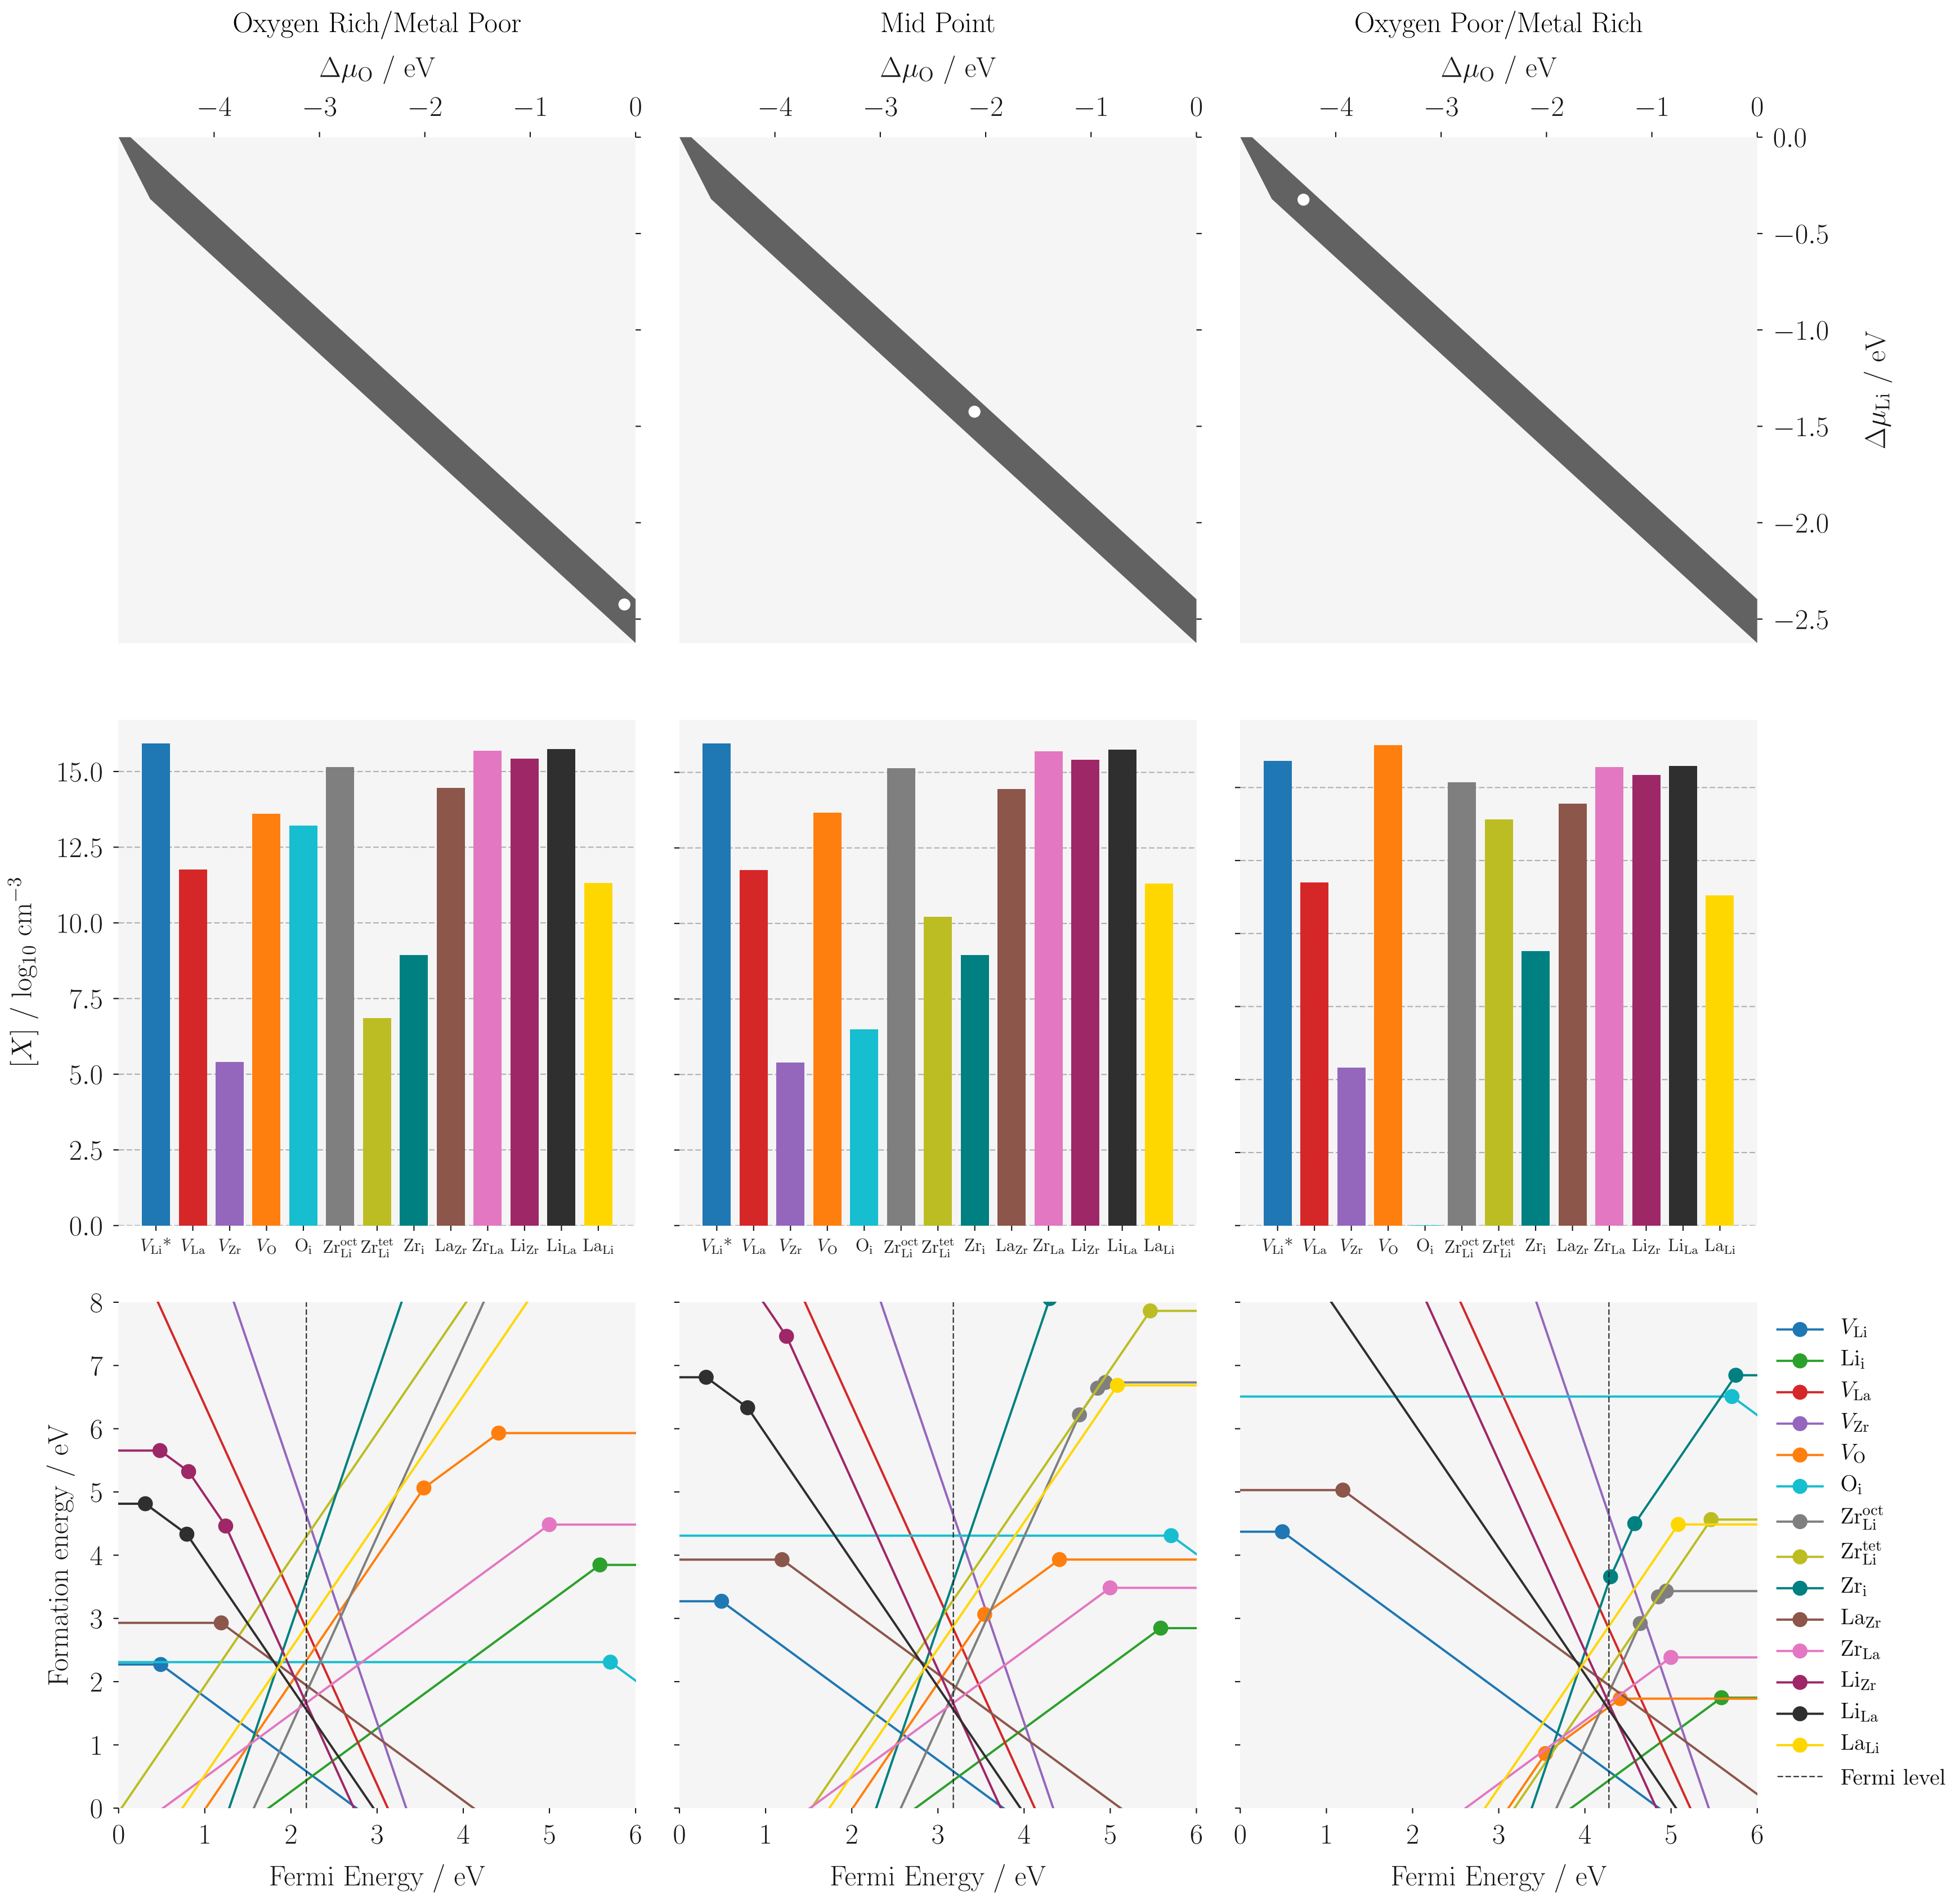 Oxygen Rich/Metal Poor Mid Point Oxygen Poor/Metal Rich
Δμ_O / eV Δμ_O / eV Δμ_O / eV
−4 −3 −2 −1 0 −4 −3 −2 −1 0 −4 −3 −2 −1 0
0.0
−0.5
−1.0
−1.5
−2.0
−2.5
Δμ_Li / eV
[X] / log₁₀ cm⁻³
15.0
12.5
10.0
7.5
5.0
2.5
0.0
V_Li* V_La V_Zr V_O O_i Zr_Li^oct Zr_Li^tet Zr_i La_Zr Zr_La Li_Zr Li_La La_Li
V_Li* V_La V_Zr V_O O_i Zr_Li^oct Zr_Li^tet Zr_i La_Zr Zr_La Li_Zr Li_La La_Li
V_Li* V_La V_Zr V_O O_i Zr_Li^oct Zr_Li^tet Zr_i La_Zr Zr_La Li_Zr Li_La La_Li
Formation energy / eV
8
7
6
5
4
3
2
1
0
0 1 2 3 4 5 6 0 1 2 3 4 5 6 0 1 2 3 4 5 6
Fermi Energy / eV Fermi Energy / eV Fermi Energy / eV
V_Li
Li_i
V_La
V_Zr
V_O
O_i
Zr_Li^oct
Zr_Li^tet
Zr_i
La_Zr
Zr_La
Li_Zr
Li_La
La_Li
Fermi level